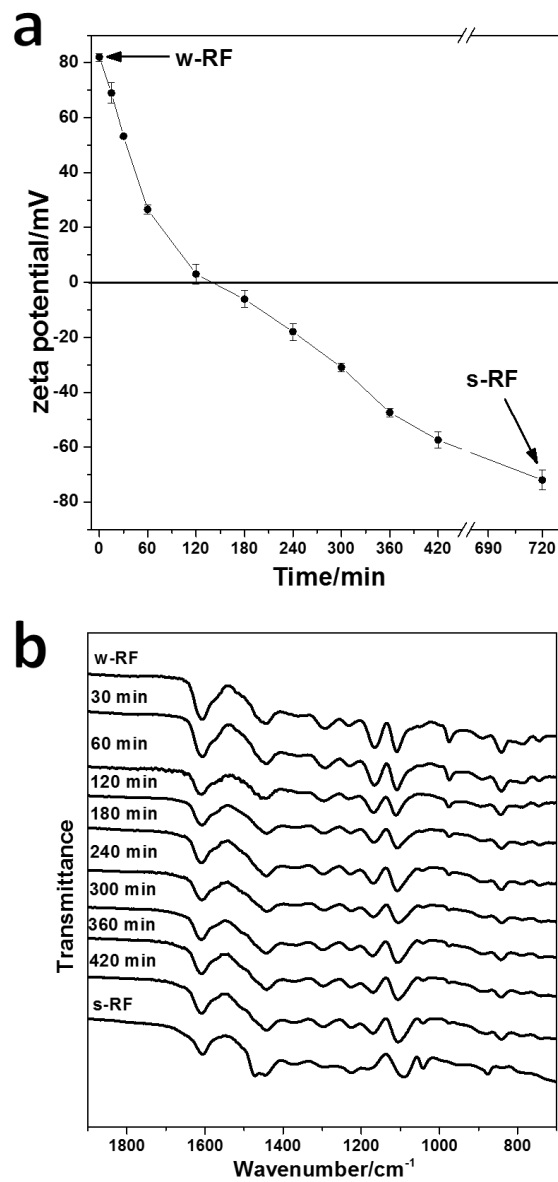 a
80
w-RF
60
40
20
0
-20
-40
-60
-80
s-RF
zeta potential/mV
0 60 120 180 240 300 360 420 690 720
Time/min
b
w-RF
30 min
60 min
120 min
180 min
240 min
300 min
360 min
420 min
s-RF
Transmittance
1800 1600 1400 1200 1000 800
Wavenumber/cm⁻¹